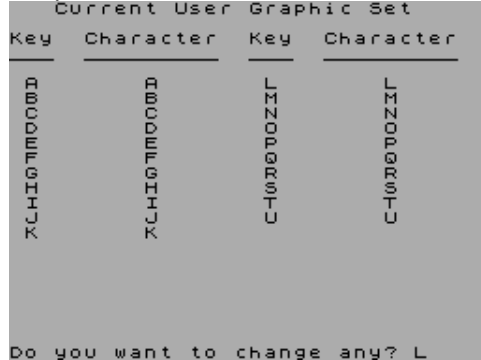 Current User Graphic Set
Key Character Key Character
A A L L
B B M M
C C N N
D D O O
E E P P
F F Q Q
G G R R
H H S S
I I T T
J J U U
K K
Do you want to change any? L